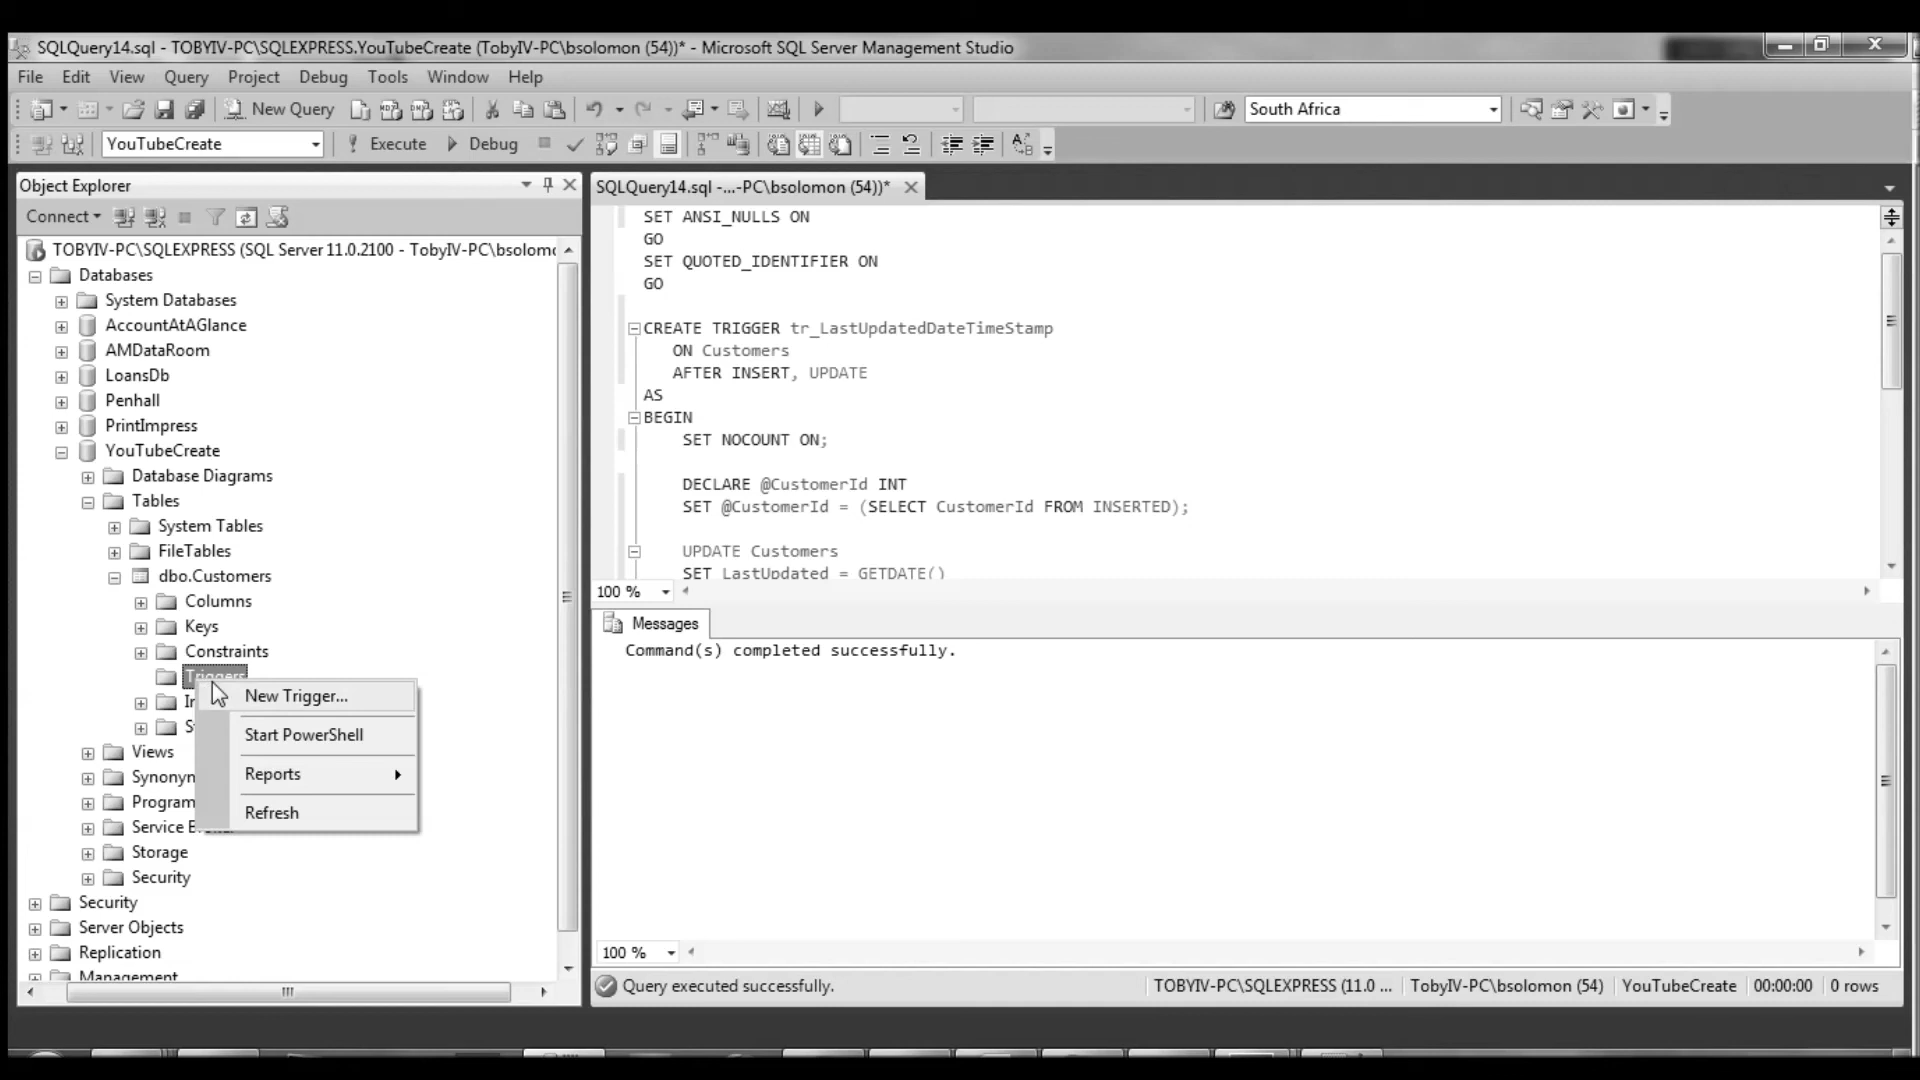 SQLQuery14.sql - TOBYIV-PC\SQLEXPRESS.YouTubeCreate (TobyIV-PC\bsolomon (54))* - Microsoft SQL Server Management Studio
File Edit View Query Project Debug Tools Window Help
New Query South Africa
YouTubeCreate Execute Debug
Object Explorer
Connect
TOBYIV-PC\SQLEXPRESS (SQL Server 11.0.2100 - TobyIV-PC\bsolomo
Databases
System Databases
AccountAtAGlance
AMDataRoom
LoansDb
Penhall
PrintImpress
YouTubeCreate
Database Diagrams
Tables
System Tables
FileTables
dbo.Customers
Columns
Keys
Constraints
Triggers
New Trigger...
Start PowerShell
Reports
Refresh
Views
Synonyn
Program
Service
Storage
Security
Security
Server Objects
Replication
Management
SQLQuery14.sql -...-PC\bsolomon (54))*
SET ANSI_NULLS ON
GO
SET QUOTED_IDENTIFIER ON
GO
CREATE TRIGGER tr_LastUpdatedDateTimeStamp
ON Customers
AFTER INSERT, UPDATE
AS
BEGIN
SET NOCOUNT ON;
DECLARE @CustomerId INT
SET @CustomerId = (SELECT CustomerId FROM INSERTED);
UPDATE Customers
SET LastUpdated = GETDATE()
100 %
Messages
Command(s) completed successfully.
100 %
Query executed successfully. TOBYIV-PC\SQLEXPRESS (11.0 ... TobyIV-PC\bsolomon (54) YouTubeCreate 00:00:00 0 rows